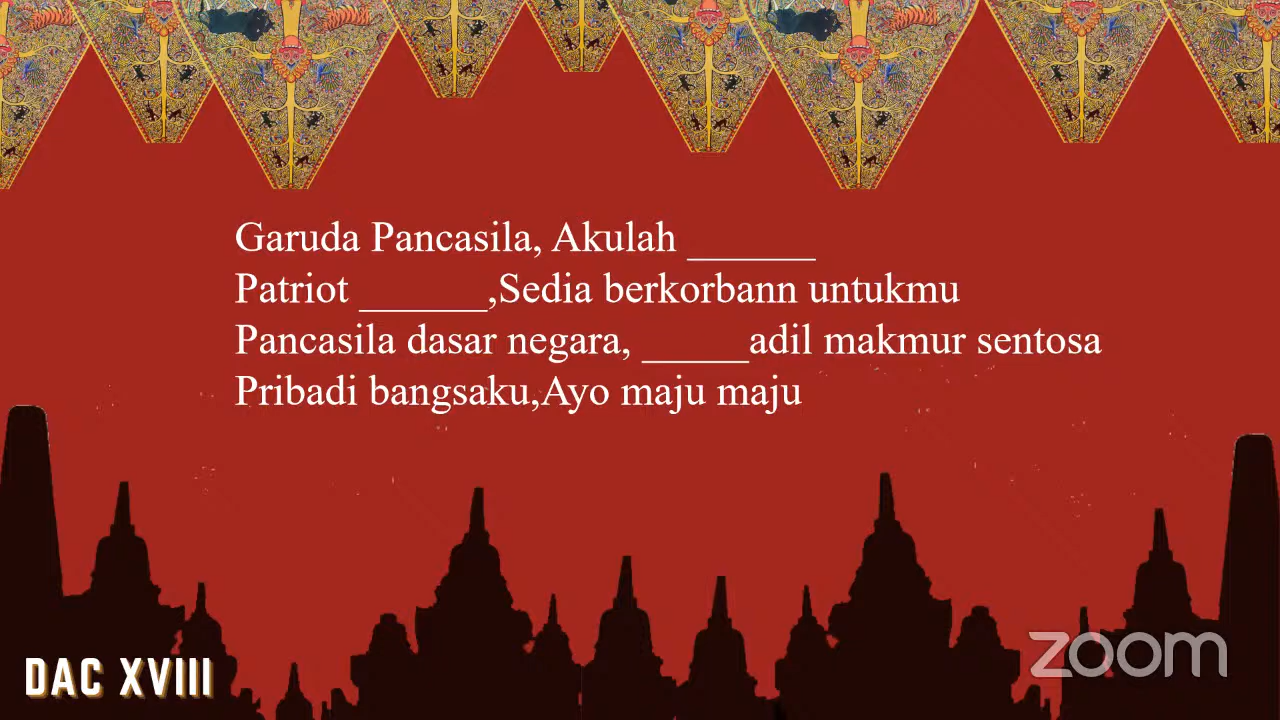 Garuda Pancasila, Akulah ______
Patriot ______,Sedia berkorbann untukmu
Pancasila dasar negara, _____adil makmur sentosa
Pribadi bangsaku,Ayo maju maju
DAC XVIII
zoom